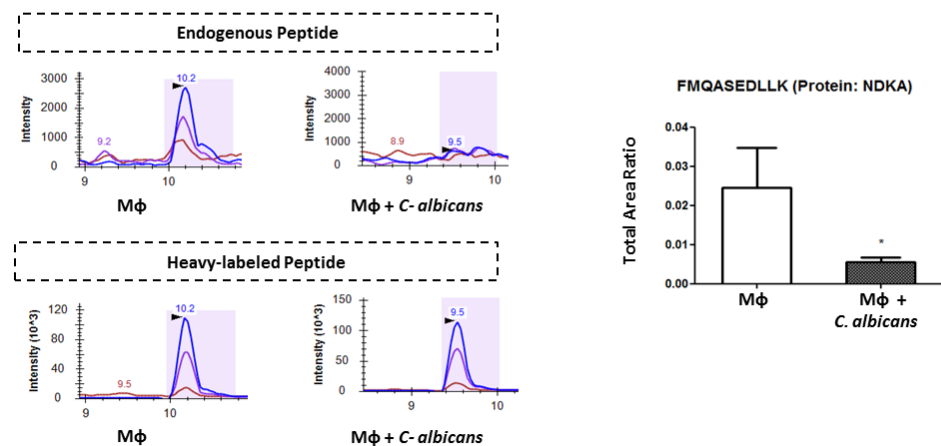 Endogenous Peptide
Intensity
3000
2000
1000
0
9.2
10.2
9
10
Mϕ
Intensity
4000
3000
2000
1000
0
8.9
9.5
9
10
Mϕ + C- albicans
Heavy-labeled Peptide
Intensity (10^3)
120
80
40
0
9.5
10.2
9
10
Mϕ
Intensity (10^3)
150
100
50
0
9.5
9
10
Mϕ + C- albicans
FMQASEDLLK (Protein: NDKA)
Total Area Ratio
0.04
0.03
0.02
0.01
0.00
*
Mϕ
Mϕ +
C. albicans